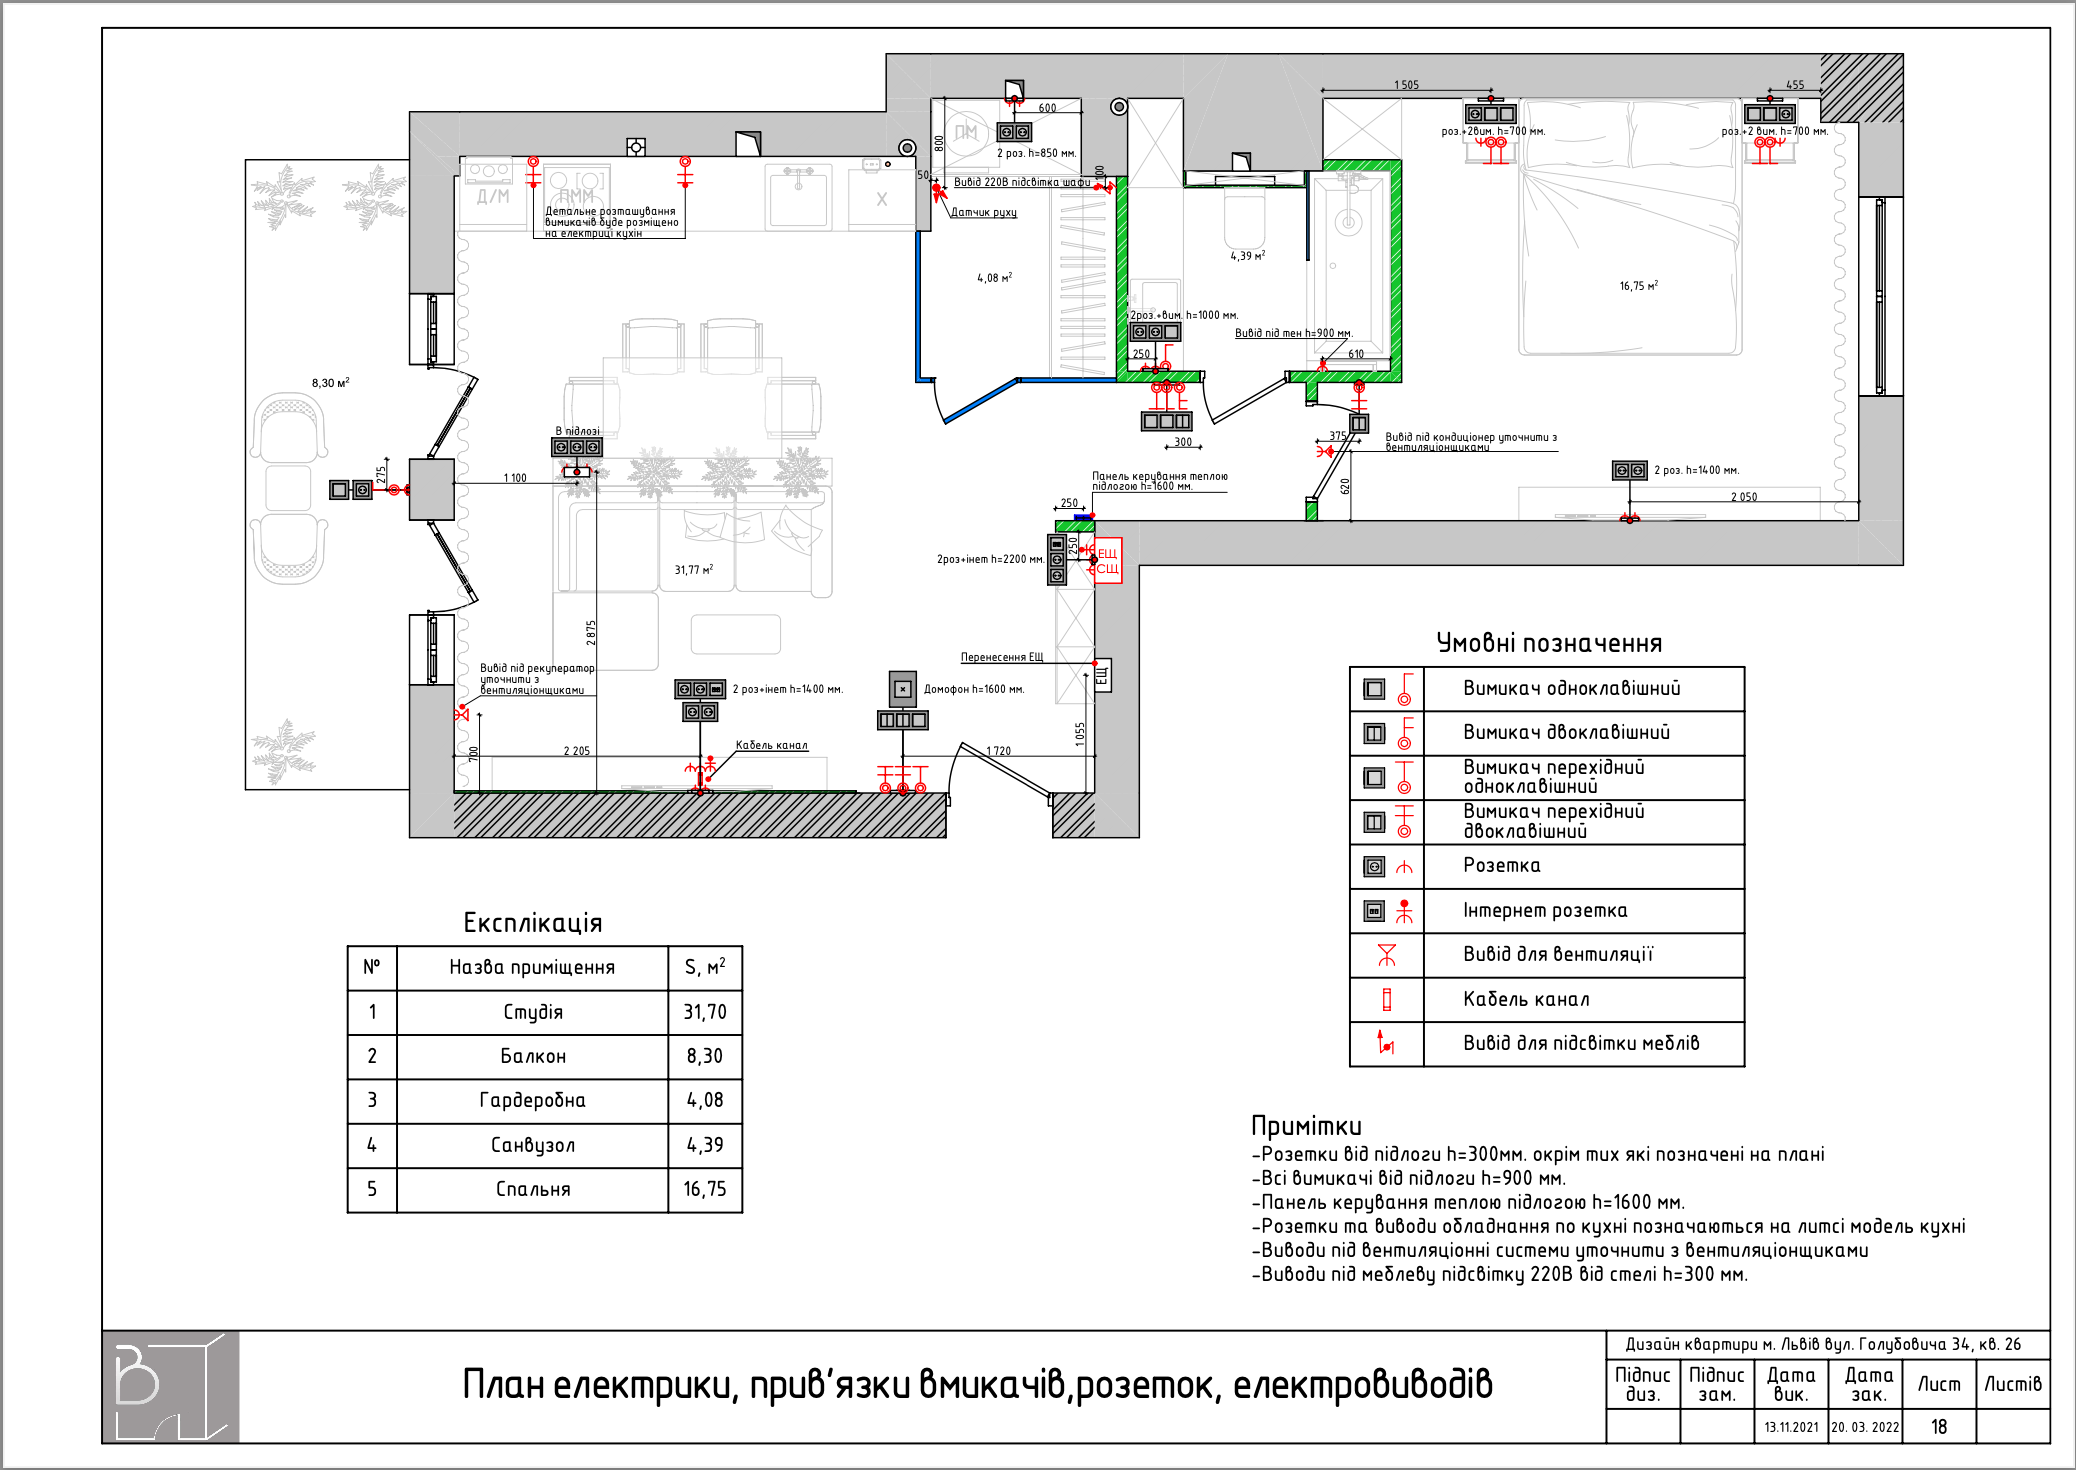 1 505
455
600
800
ПМ
роз.+2вим. h=700 мм.
роз.+2 вим. h=700 мм.
2 роз. h=850 мм.
50
100
Вивід 220В підсвітка шафи
Д/М
ПММ
Х
Детальне розташування
вимикачів буде розміщено
на електриці кухін
Датчик руху
4,08 м²
4,39 м²
16,75 м²
2роз.+вим. h=1000 мм.
Вивід під тен h=900 мм.
250
610
8,30 м²
В підлозі
300
375
Вивід під кондиціонер уточнити з
вентиляціонщиками
275
1 100
Панель керування теплою
підлогою h=1600 мм.
620
2 роз. h=1400 мм.
2 050
250
250
2роз+інет h=2200 мм.
ЕЩ
СЩ
31,77 м²
2 875
Перенесення ЕЩ
ЕЩ
Вивід під рекуператор
уточнити з
вентиляціонщиками
2 роз+інет h=1400 мм.
Домофон h=1600 мм.
700
2 205
Кабель канал
1 720
1 055
Умовні позначення
Вимикач одноклавішний
Вимикач двоклавішний
Вимикач перехідний
одноклавішний
Вимикач перехідний
двоклавішний
Розетка
Інтернет розетка
Вивід для вентиляції
Кабель канал
Вивід для підсвітки меблів
Експлікація
№ Назва приміщення S, м²
1 Студія 31,70
2 Балкон 8,30
3 Гардеробна 4,08
4 Санвузол 4,39
5 Спальня 16,75
Примітки
-Розетки від підлоги h=300мм. окрім тих які позначені на плані
-Всі вимикачі від підлоги h=900 мм.
-Панель керування теплою підлогою h=1600 мм.
-Розетки та виводи обладнання по кухні позначаються на литсі модель кухні
-Виводи під вентиляціонні системи уточнити з вентиляціонщиками
-Виводи під меблеву підсвітку 220В від стелі h=300 мм.
План електрики, прив'язки вмикачів,розеток, електровиводів
Дизайн квартири м. Львів вул. Голубовича 34, кв. 26
Підпис диз. Підпис зам. Дата вик. Дата зак. Лист Листів
13.11.2021 20. 03. 2022 18